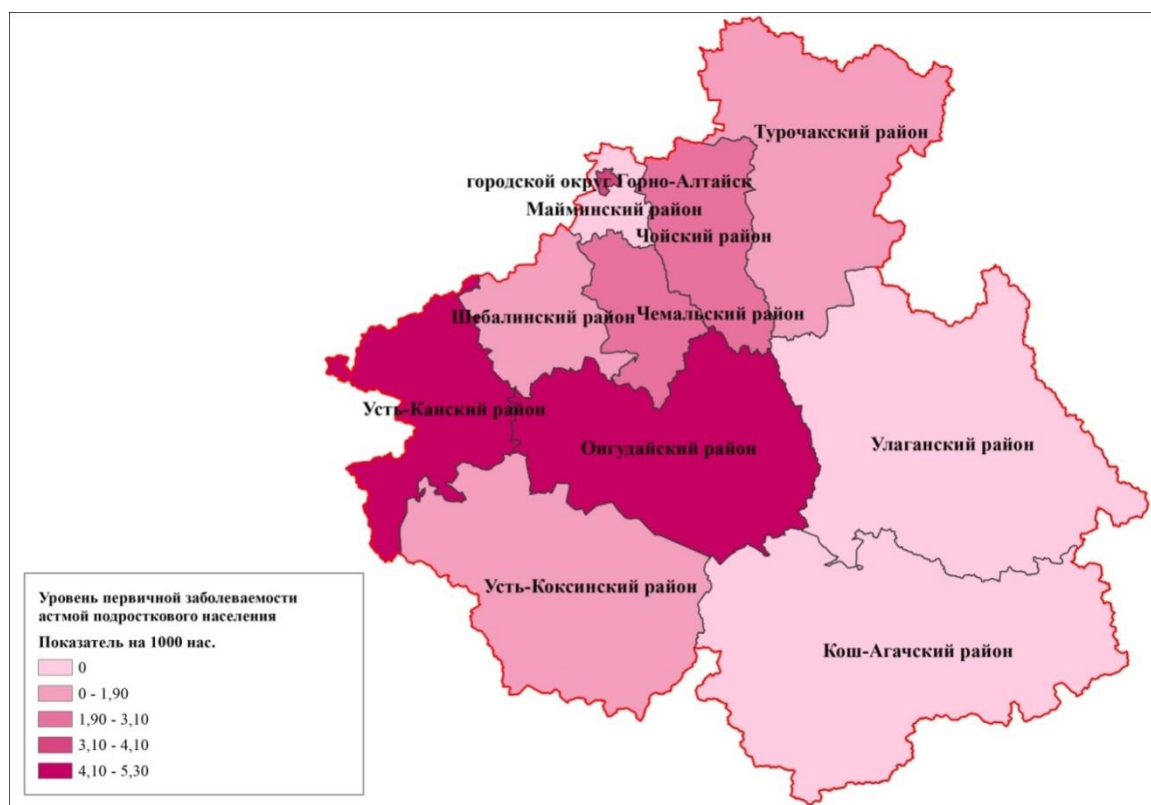 Турочакский район
городской округ Горно-Алтайск
Майминский район
Чойский район
Шебалинский район
Чемальский район
Усть-Канский район
Онгудайский район
Улаганский район
Усть-Коксинский район
Кош-Агачский район
Уровень первичной заболеваемости
астмой подросткового населения
Показатель на 1000 нас.
0
0 - 1,90
1,90 - 3,10
3,10 - 4,10
4,10 - 5,30